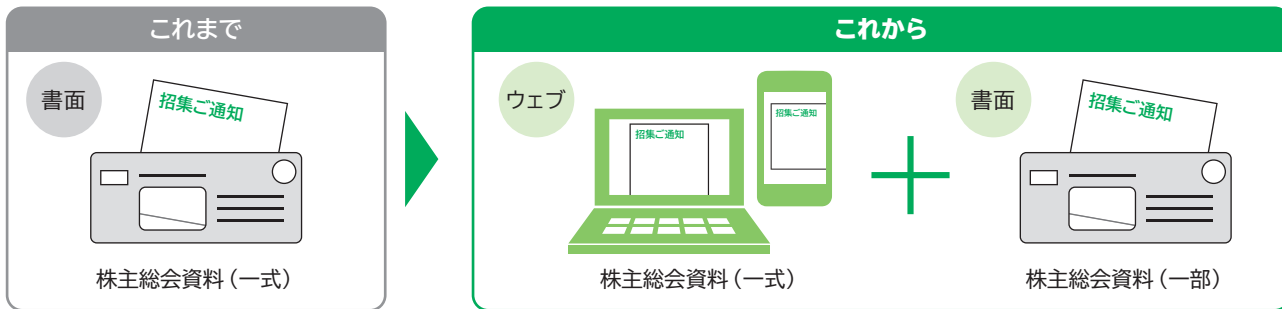 これまで
書面
招集ご通知
株主総会資料（一式）
これから
ウェブ
招集ご通知
招集ご通知
株主総会資料（一式）
書面
招集ご通知
株主総会資料（一部）